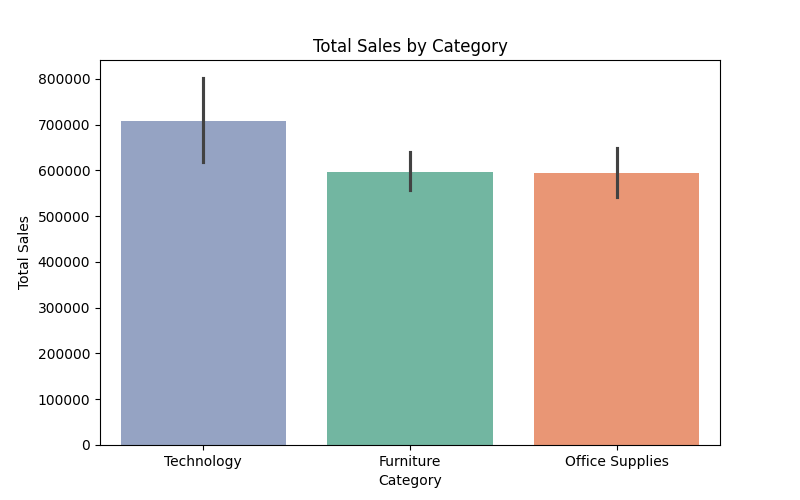 Total Sales by Category
Total Sales
800000
700000
600000
500000
400000
300000
200000
100000
0
Technology
Furniture
Office Supplies
Category